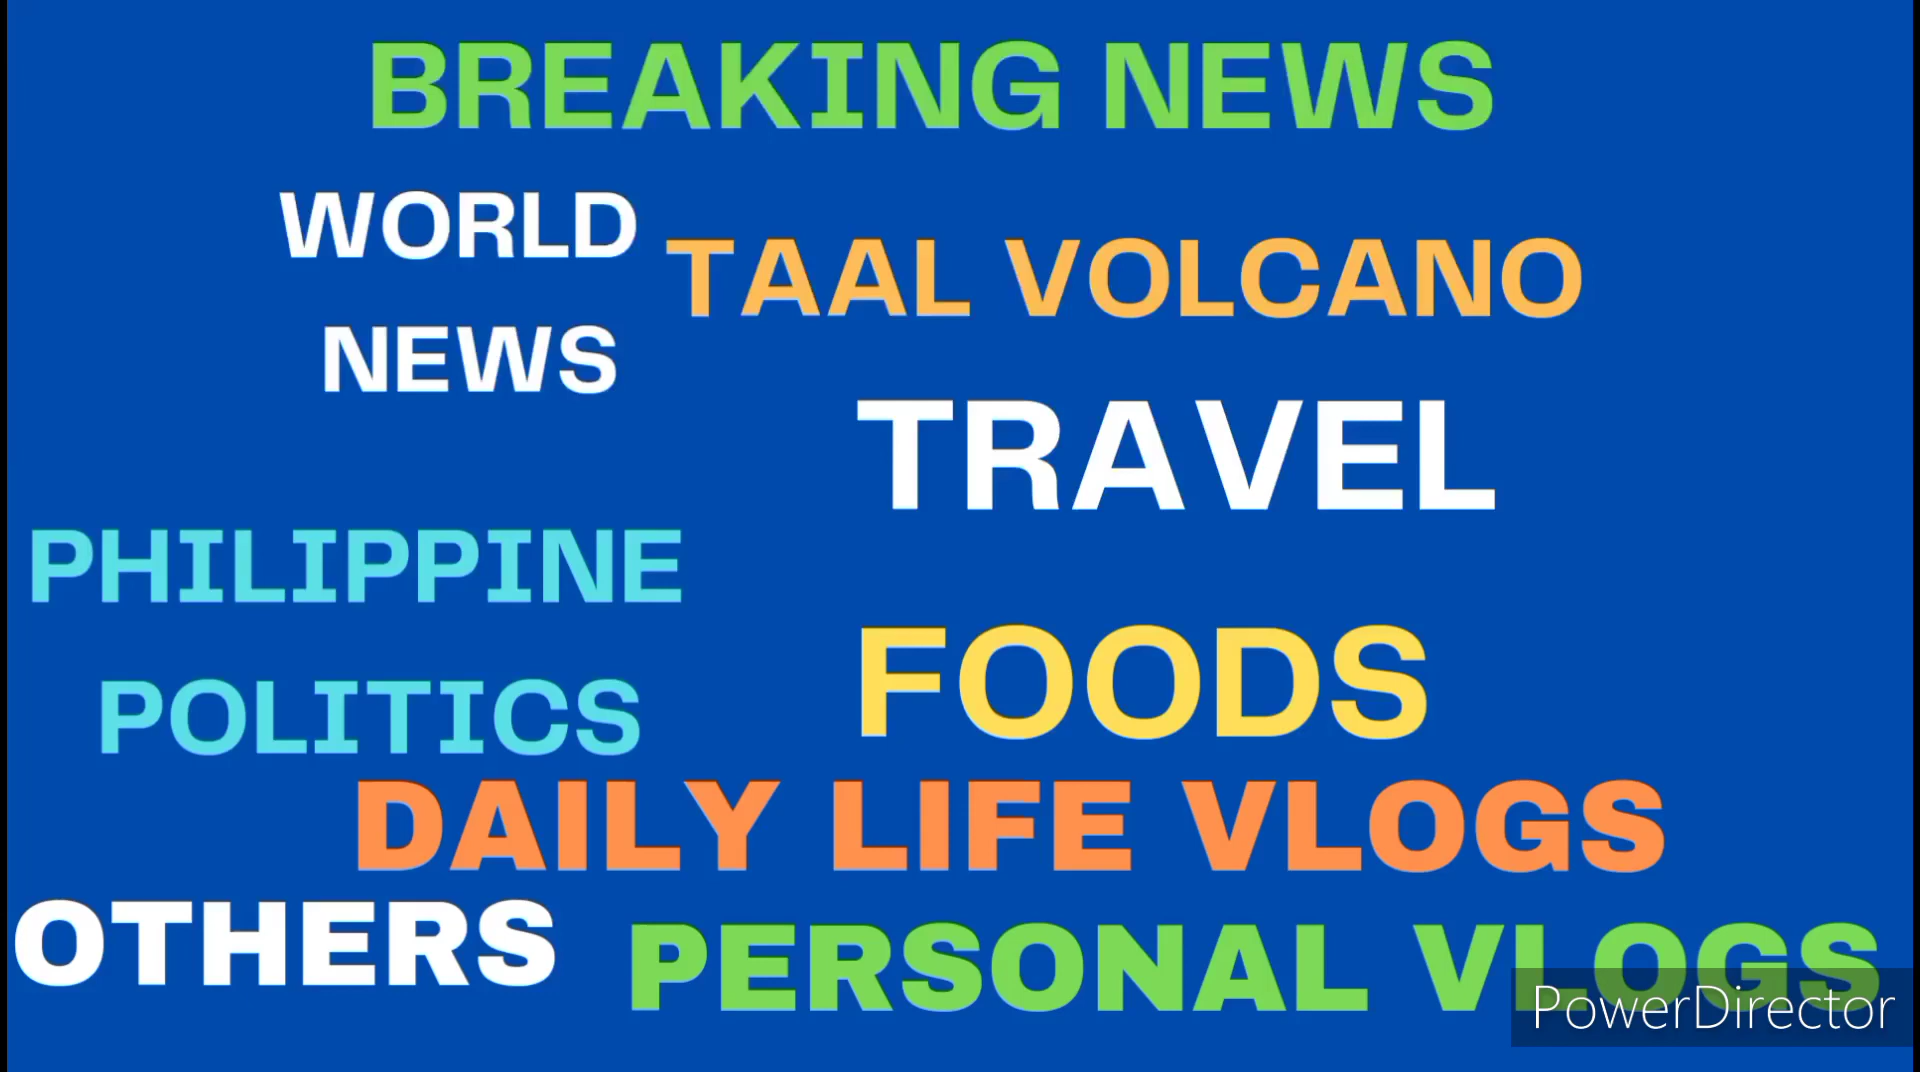 BREAKING NEWS
WORLD
NEWS
TAAL VOLCANO
TRAVEL
PHILIPPINE
POLITICS
FOODS
DAILY LIFE VLOGS
OTHERS
PERSONAL VLOGS
PowerDirector